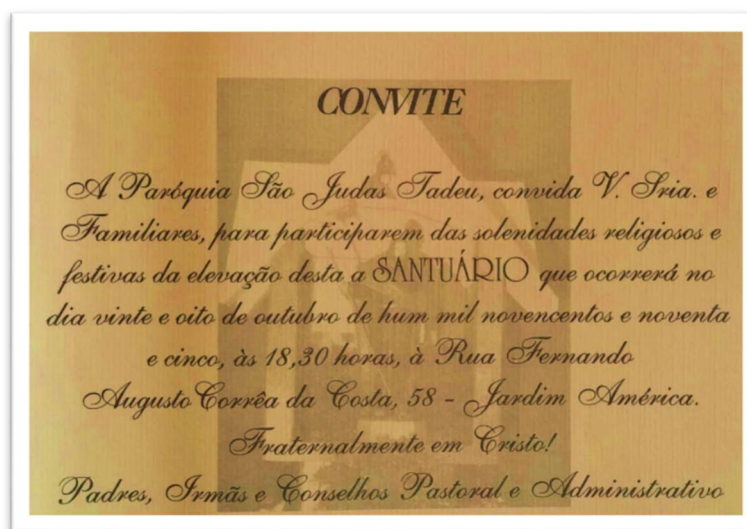 CONVITE
A Paróquia São Judas Tadeu, convida V. Sria. e
Familiares, para participarem das solenidades religiosos e
festivas da elevação desta a SANTUÁRIO que ocorrerá no
dia vinte e oito de outubro de hum mil novencentos e noventa
e cinco, às 18,30 horas, à Rua Fernando
Augusto Corrêa da Costa, 58 - Jardim América.
Fraternalmente em Cristo!
Padres, Irmãs e Conselhos Pastoral e Administrativo